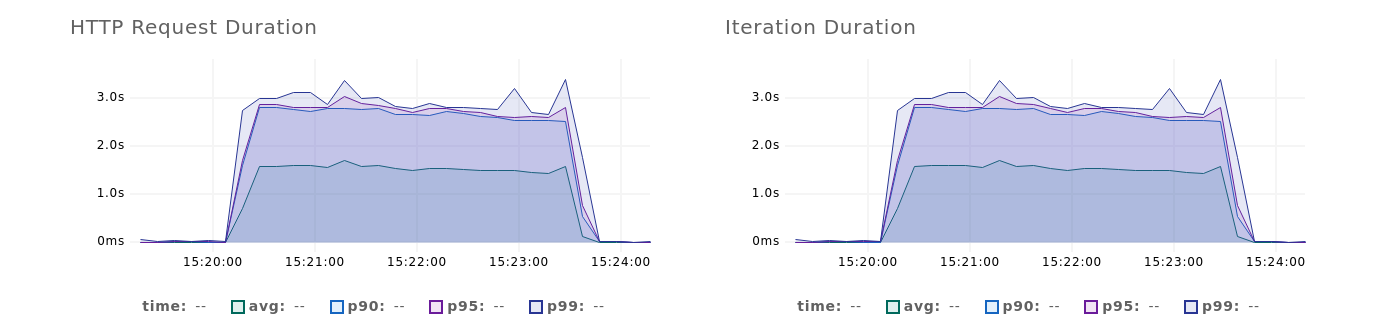 HTTP Request Duration
3.0s
2.0s
1.0s
0ms
15:20:00 15:21:00 15:22:00 15:23:00 15:24:00
time: -- avg: -- p90: -- p95: -- p99: --
Iteration Duration
3.0s
2.0s
1.0s
0ms
15:20:00 15:21:00 15:22:00 15:23:00 15:24:00
time: -- avg: -- p90: -- p95: -- p99: --